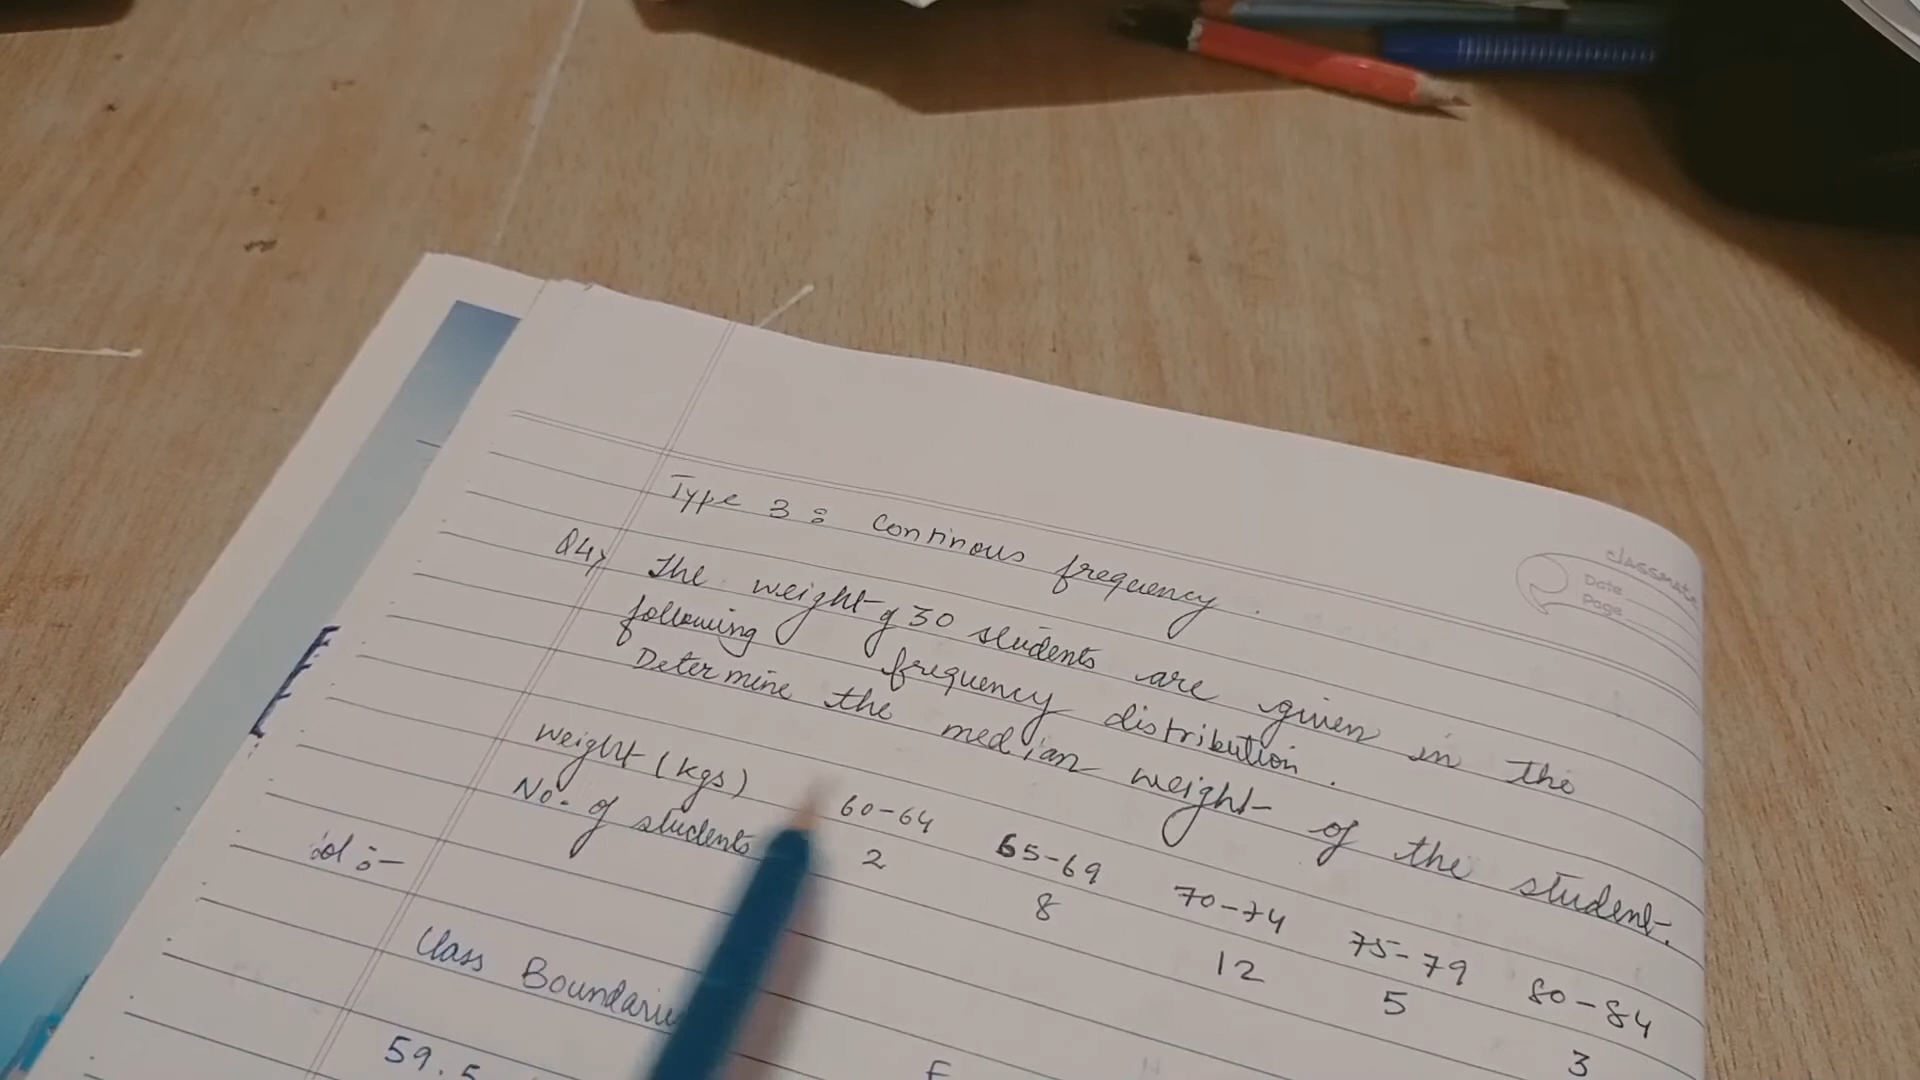 classmate
Date
Page
Type 3 : Continous frequency.
Q4) The weight of 30 students are given in the
following frequency distribution.
Determine the median weight of the student.
weight (kgs) 60-64 65-69 70-74 75-79 80-84
No. of students 2 8 12 5 3
Class Boundarie
59.5 F